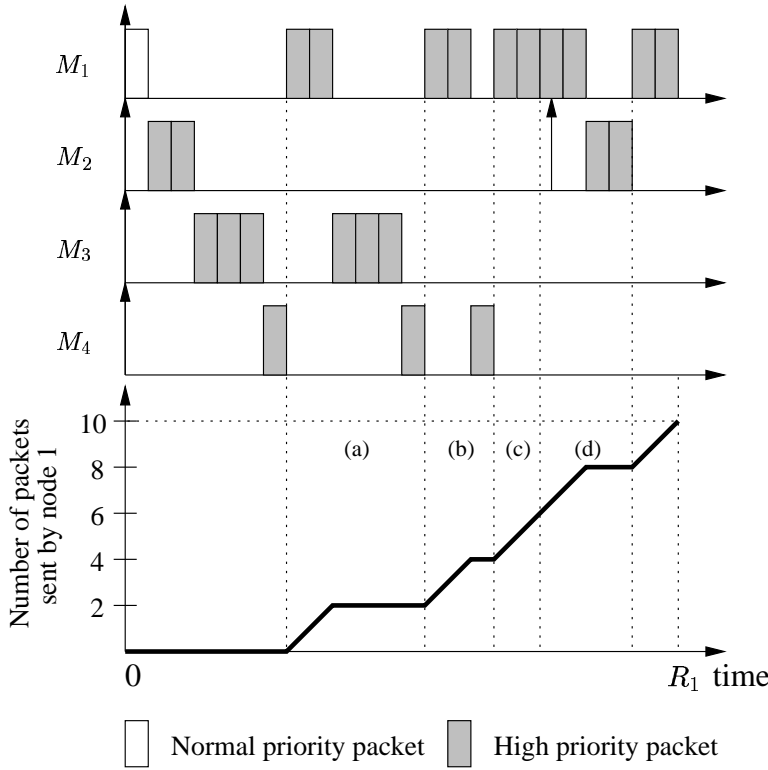 M1
M2
M3
M4
Number of packets
sent by node 1
10
8
6
4
2
(a)
(b)
(c)
(d)
0
R1 time
Normal priority packet
High priority packet